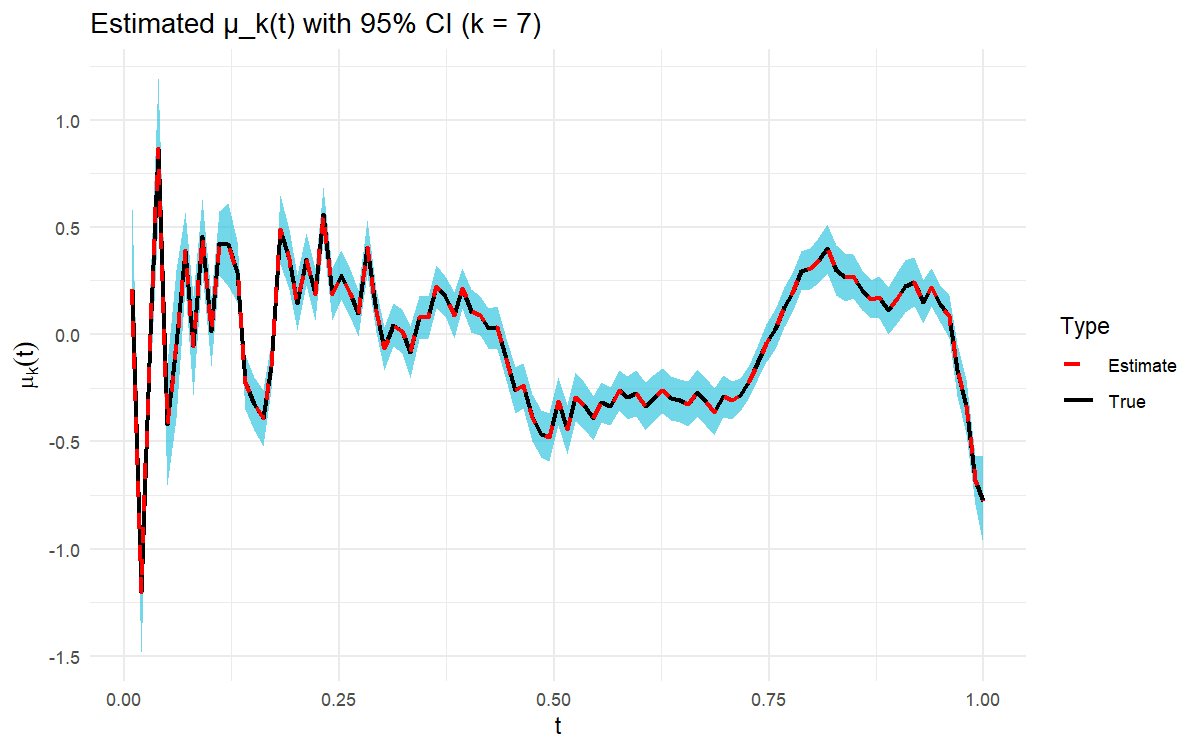 Estimated µ_k(t) with 95% CI (k = 7)
1.0
0.5
0.0
-0.5
-1.0
-1.5
μₖ(t)
0.00 0.25 0.50 0.75 1.00
t
Type
Estimate
True